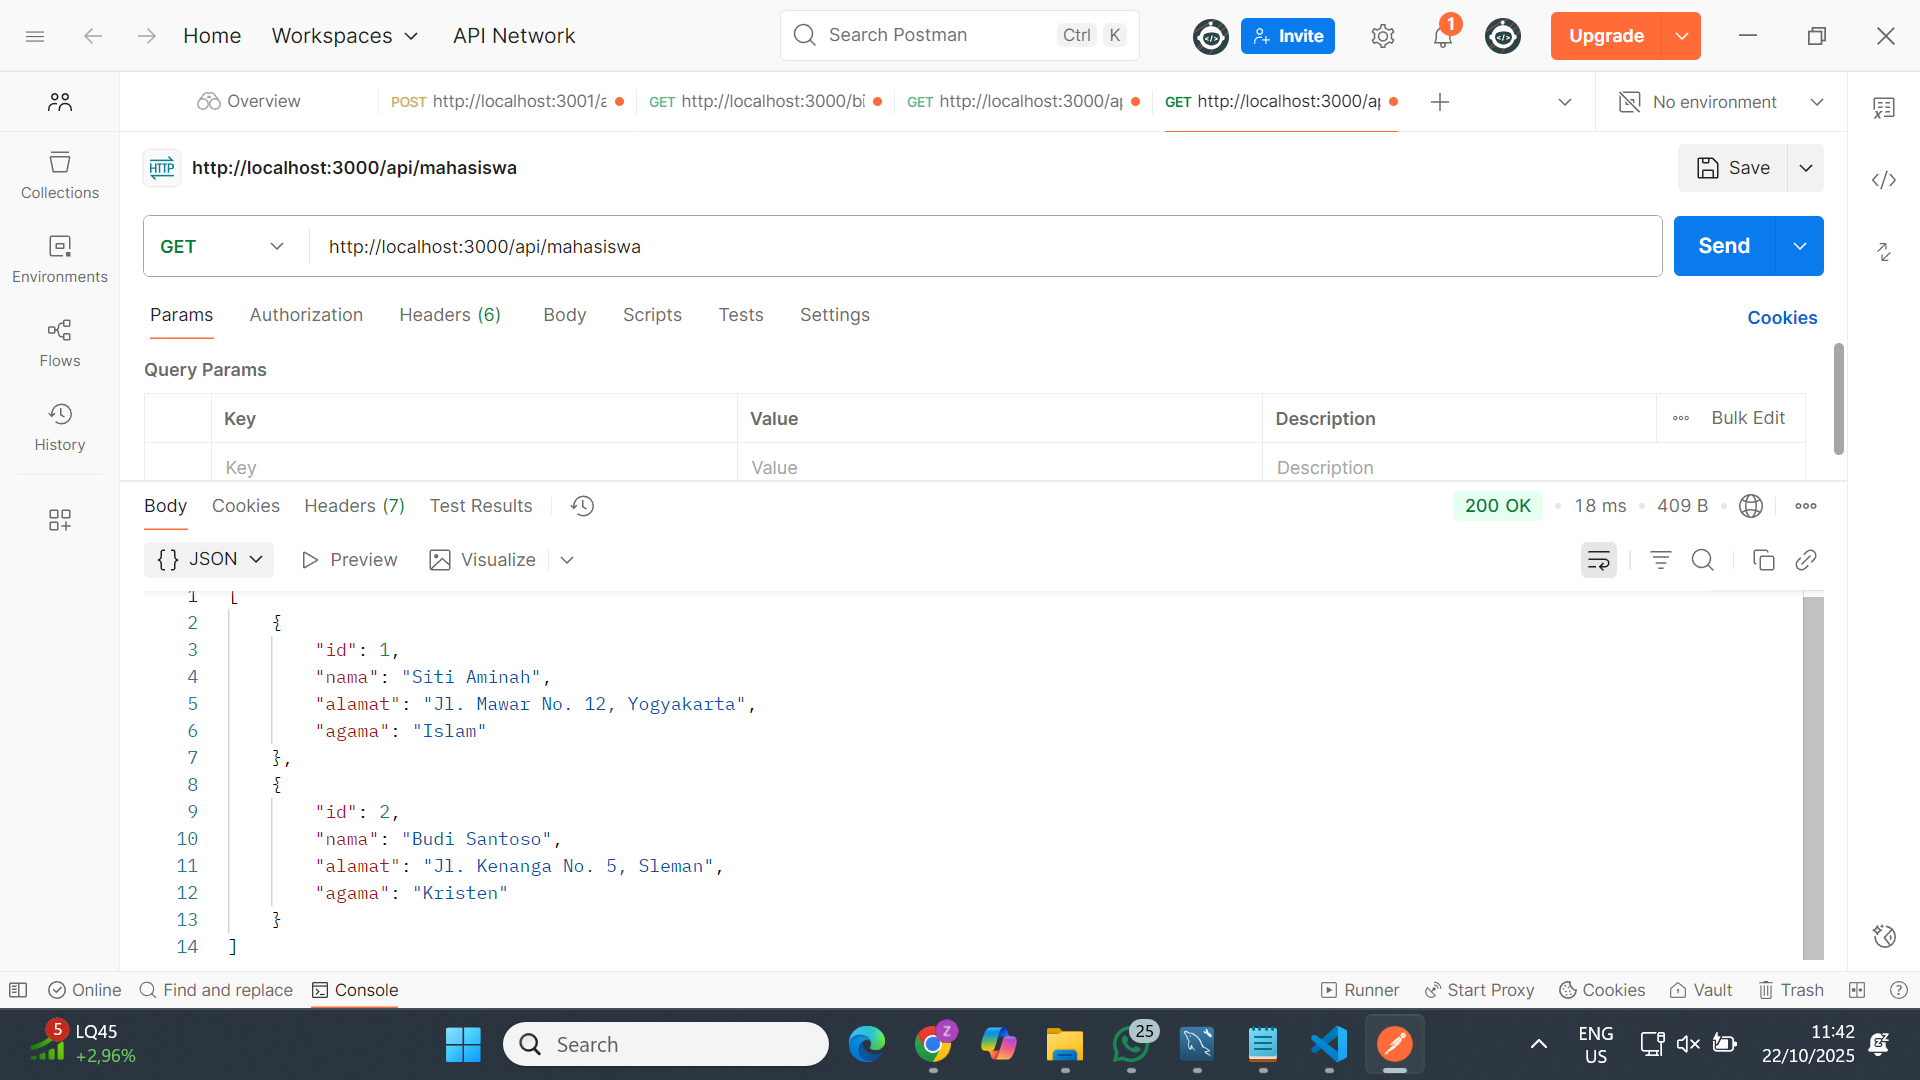 Home
Workspaces
API Network
Search Postman
Ctrl
K
Invite
1
Upgrade
Overview
POST http://localhost:3001/a
GET http://localhost:3000/bi
GET http://localhost:3000/ap
GET http://localhost:3000/ap
No environment
HTTP http://localhost:3000/api/mahasiswa
Save
Collections
Environments
Flows
History
GET
http://localhost:3000/api/mahasiswa
Send
Params
Authorization
Headers (6)
Body
Scripts
Tests
Settings
Cookies
Query Params
Key
Value
Description
Bulk Edit
Key
Value
Description
Body
Cookies
Headers (7)
Test Results
200 OK
18 ms
409 B
{} JSON
Preview
Visualize
1 [
2 {
3 "id": 1,
4 "nama": "Siti Aminah",
5 "alamat": "Jl. Mawar No. 12, Yogyakarta",
6 "agama": "Islam"
7 },
8 {
9 "id": 2,
10 "nama": "Budi Santoso",
11 "alamat": "Jl. Kenanga No. 5, Sleman",
12 "agama": "Kristen"
13 }
14 ]
Online
Find and replace
Console
Runner
Start Proxy
Cookies
Vault
Trash
5
LQ45
+2,96%
Search
Z
25
ENG
US
11:42
22/10/2025